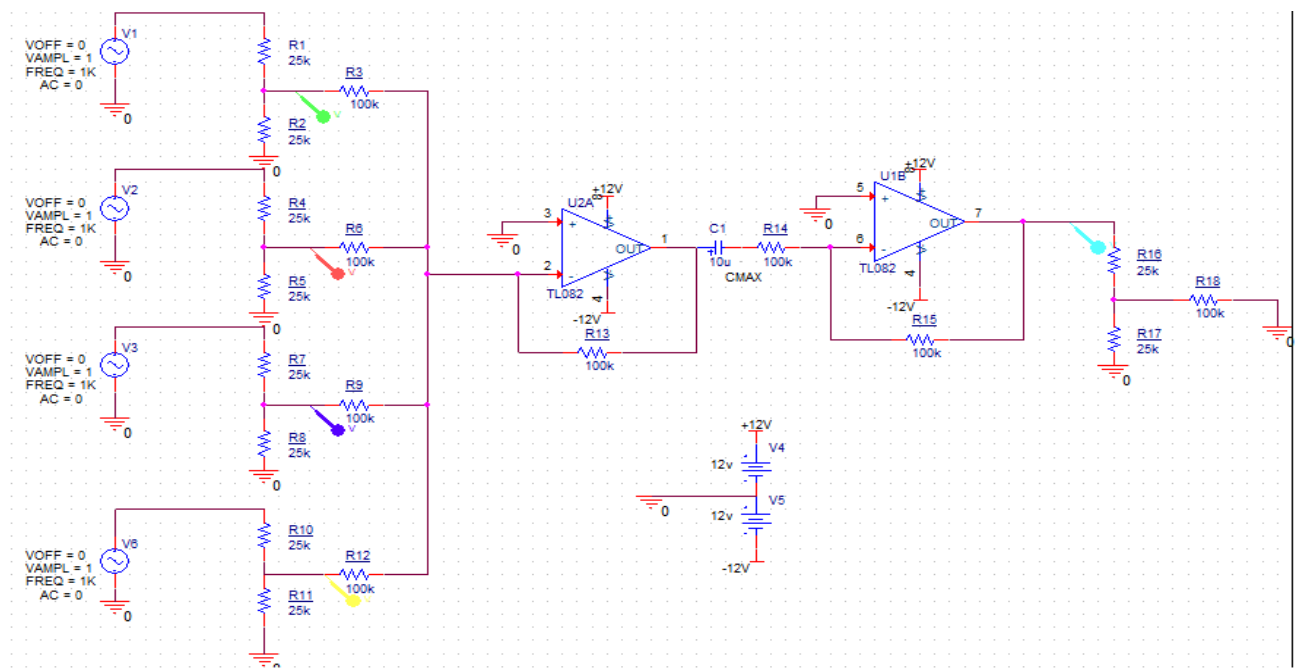 V1
VOFF = 0
VAMPL = 1
FREQ = 1K
AC = 0
0
R1
25k
R2
25k
0
R3
100k
V
V2
VOFF = 0
VAMPL = 1
FREQ = 1K
AC = 0
0
R4
25k
R5
25k
0
R6
100k
V
V3
VOFF = 0
VAMPL = 1
FREQ = 1K
AC = 0
0
R7
25k
R8
25k
0
R9
100k
V
V6
VOFF = 0
VAMPL = 1
FREQ = 1K
AC = 0
0
R10
25k
R11
25k
0
R12
100k
U2A
+12V
8
V+
3
+
0
2
-
OUT
1
V-
4
TL082
-12V
R13
100k
C1
+
10u
CMAX
R14
100k
U1B
+12V
8
V+
5
+
0
6
-
OUT
7
V-
4
TL082
-12V
R15
100k
R16
25k
R17
25k
0
R18
100k
0
+12V
V4
12v
0
V5
12v
-12V